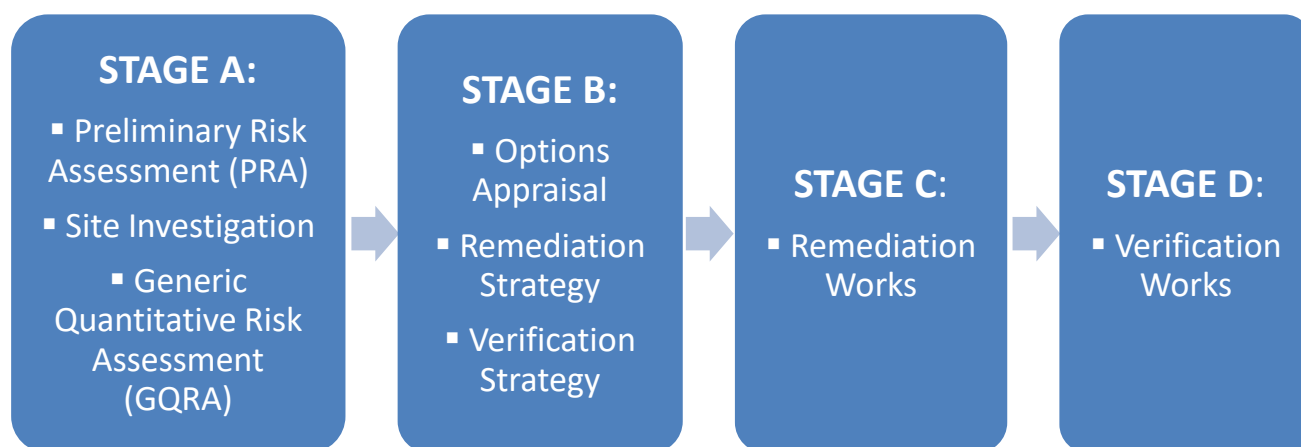 STAGE A:
▪ Preliminary Risk
Assessment (PRA)
▪ Site Investigation
▪ Generic
Quantitative Risk
Assessment
(GQRA)
STAGE B:
▪ Options
Appraisal
▪ Remediation
Strategy
▪ Verification
Strategy
STAGE C:
▪ Remediation
Works
STAGE D:
▪ Verification
Works